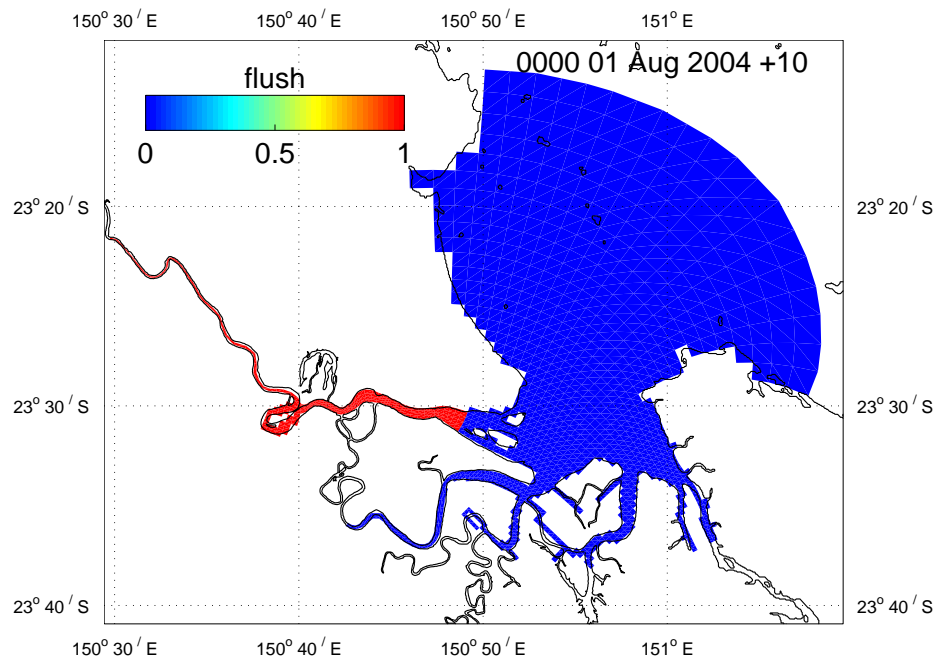 150° 30 / E 150° 40 / E 150° 50 / E 151° E
0000 01 Aug 2004 +10
flush
0 0.5 1
23° 20 / S 23° 20 / S
23° 30 / S 23° 30 / S
23° 40 / S 23° 40 / S
150° 30 / E 150° 40 / E 150° 50 / E 151° E